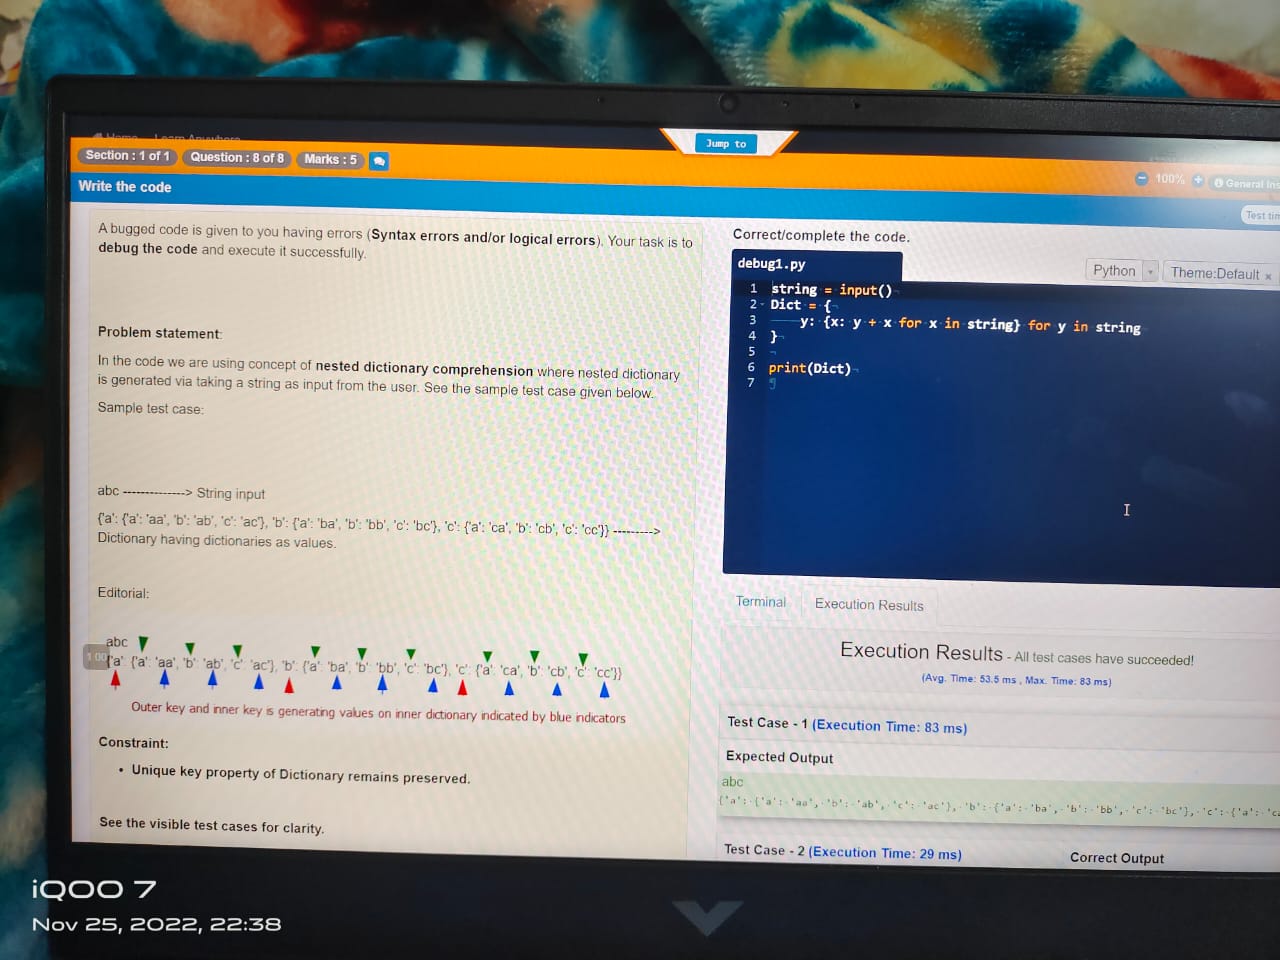 Home Learn Anywhere
Jump to
Section : 1 of 1 Question : 8 of 8 Marks : 5
100% General Ins
Write the code
Test tim
A bugged code is given to you having errors (Syntax errors and/or logical errors). Your task is to
debug the code and execute it successfully.
Problem statement:
In the code we are using concept of nested dictionary comprehension where nested dictionary
is generated via taking a string as input from the user. See the sample test case given below.
Sample test case:
abc --------------> String input
{'a': {'a': 'aa', 'b': 'ab', 'c': 'ac'}, 'b': {'a': 'ba', 'b': 'bb', 'c': 'bc'}, 'c': {'a': 'ca', 'b': 'cb', 'c': 'cc'}} --------->
Dictionary having dictionaries as values.
Editorial:
abc
{'a': {'a': 'aa', 'b': 'ab', 'c': 'ac'}, 'b': {'a': 'ba', 'b': 'bb', 'c': 'bc'}, 'c': {'a': 'ca', 'b': 'cb', 'c': 'cc'}}
Outer key and inner key is generating values on inner dictionary indicated by blue indicators
Constraint:
• Unique key property of Dictionary remains preserved.
See the visible test cases for clarity.
Correct/complete the code.
debug1.py
Python Theme:Default ×
1 string = input()
2 Dict = {
3 y: {x: y + x for x in string} for y in string
4 }
5
6 print(Dict)
7
Terminal Execution Results
Execution Results - All test cases have succeeded!
(Avg. Time: 53.5 ms , Max. Time: 83 ms)
Test Case - 1 (Execution Time: 83 ms)
Expected Output
abc
{'a': {'a': 'aa', 'b': 'ab', 'c': 'ac'}, 'b': {'a': 'ba', 'b': 'bb', 'c': 'bc'}, 'c': {'a': 'ca
Test Case - 2 (Execution Time: 29 ms) Correct Output
iQOO 7
Nov 25, 2022, 22:38